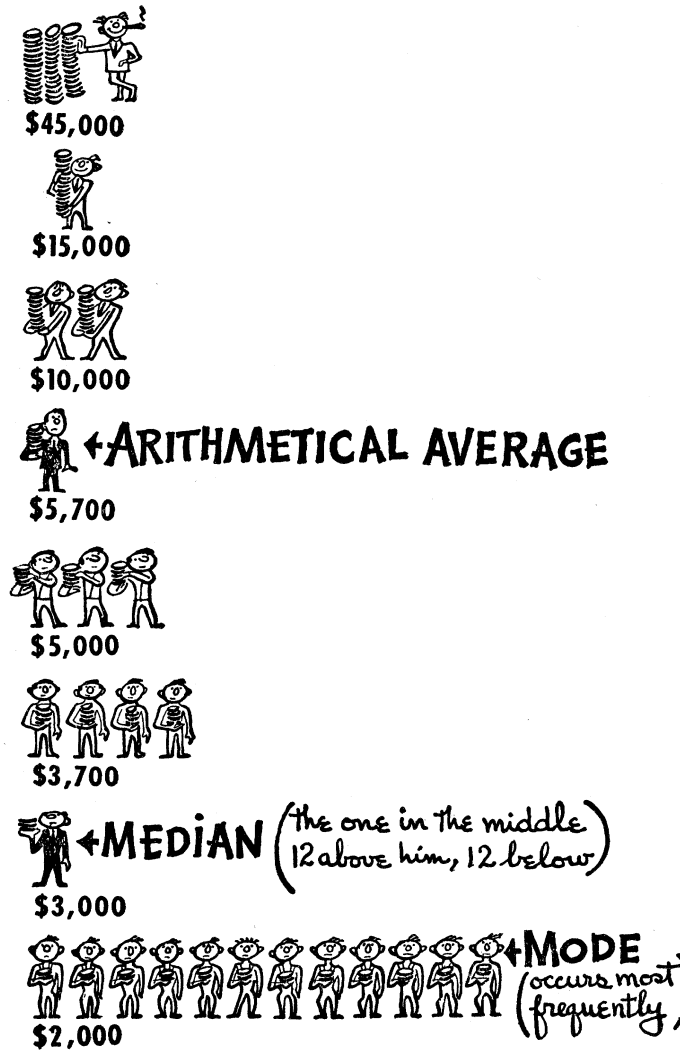 $45,000
$15,000
$10,000
←ARITHMETICAL AVERAGE
$5,700
$5,000
$3,700
←MEDIAN (the one in the middle
12 above him, 12 below)
$3,000
←MODE
(occurs most
frequently
$2,000